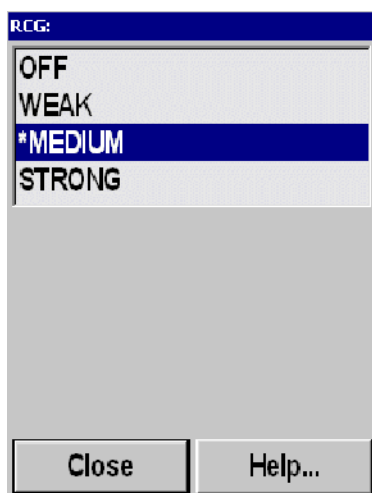 RCG:
OFF
WEAK
*MEDIUM
STRONG
Close Help...